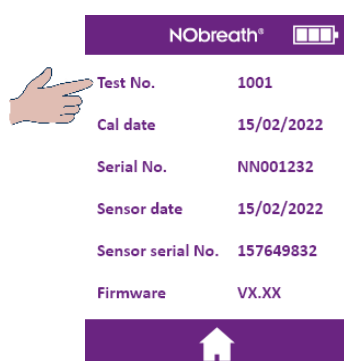 NObreath®
Test No. 1001
Cal date 15/02/2022
Serial No. NN001232
Sensor date 15/02/2022
Sensor serial No. 157649832
Firmware VX.XX